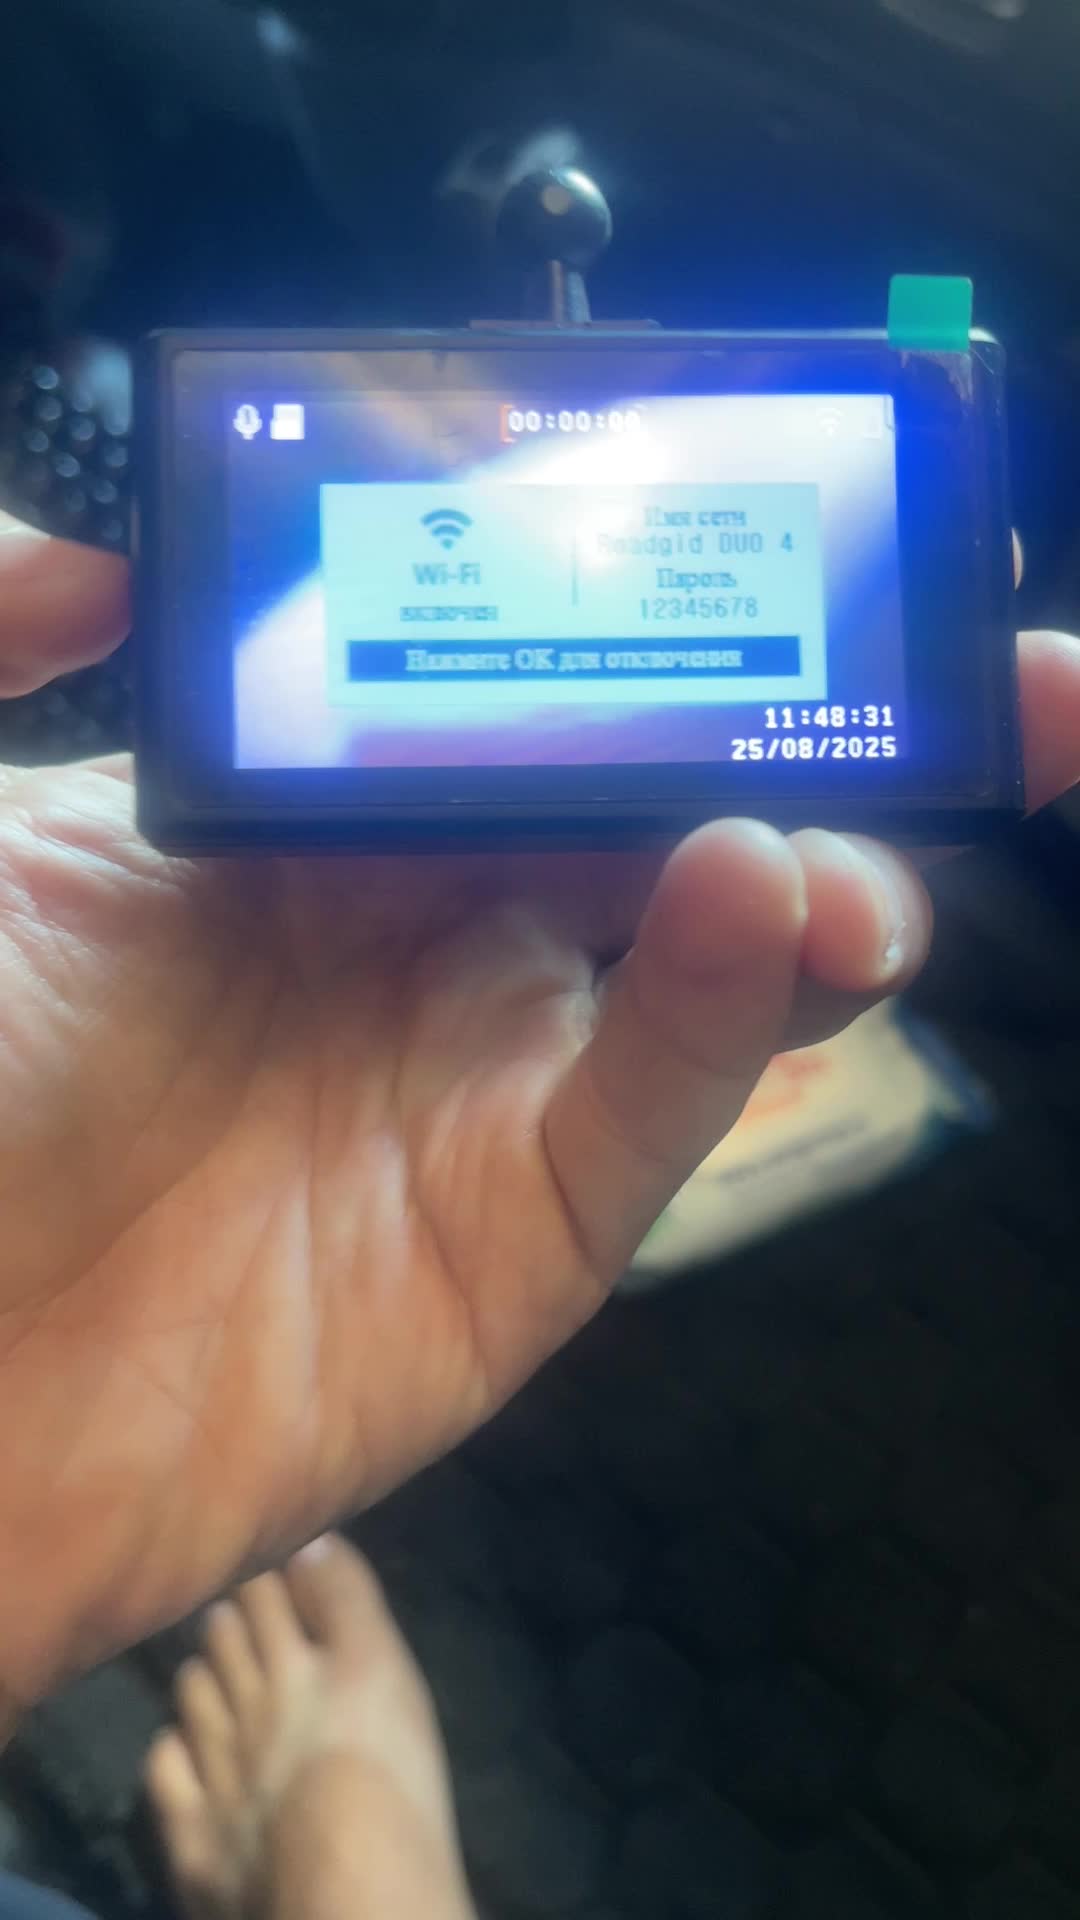 00:00:00
Wi-Fi
включен
Имя сети
Roadgid DUO 4
Пароль
12345678
Нажмите OK для отключения
11:48:31
25/08/2025